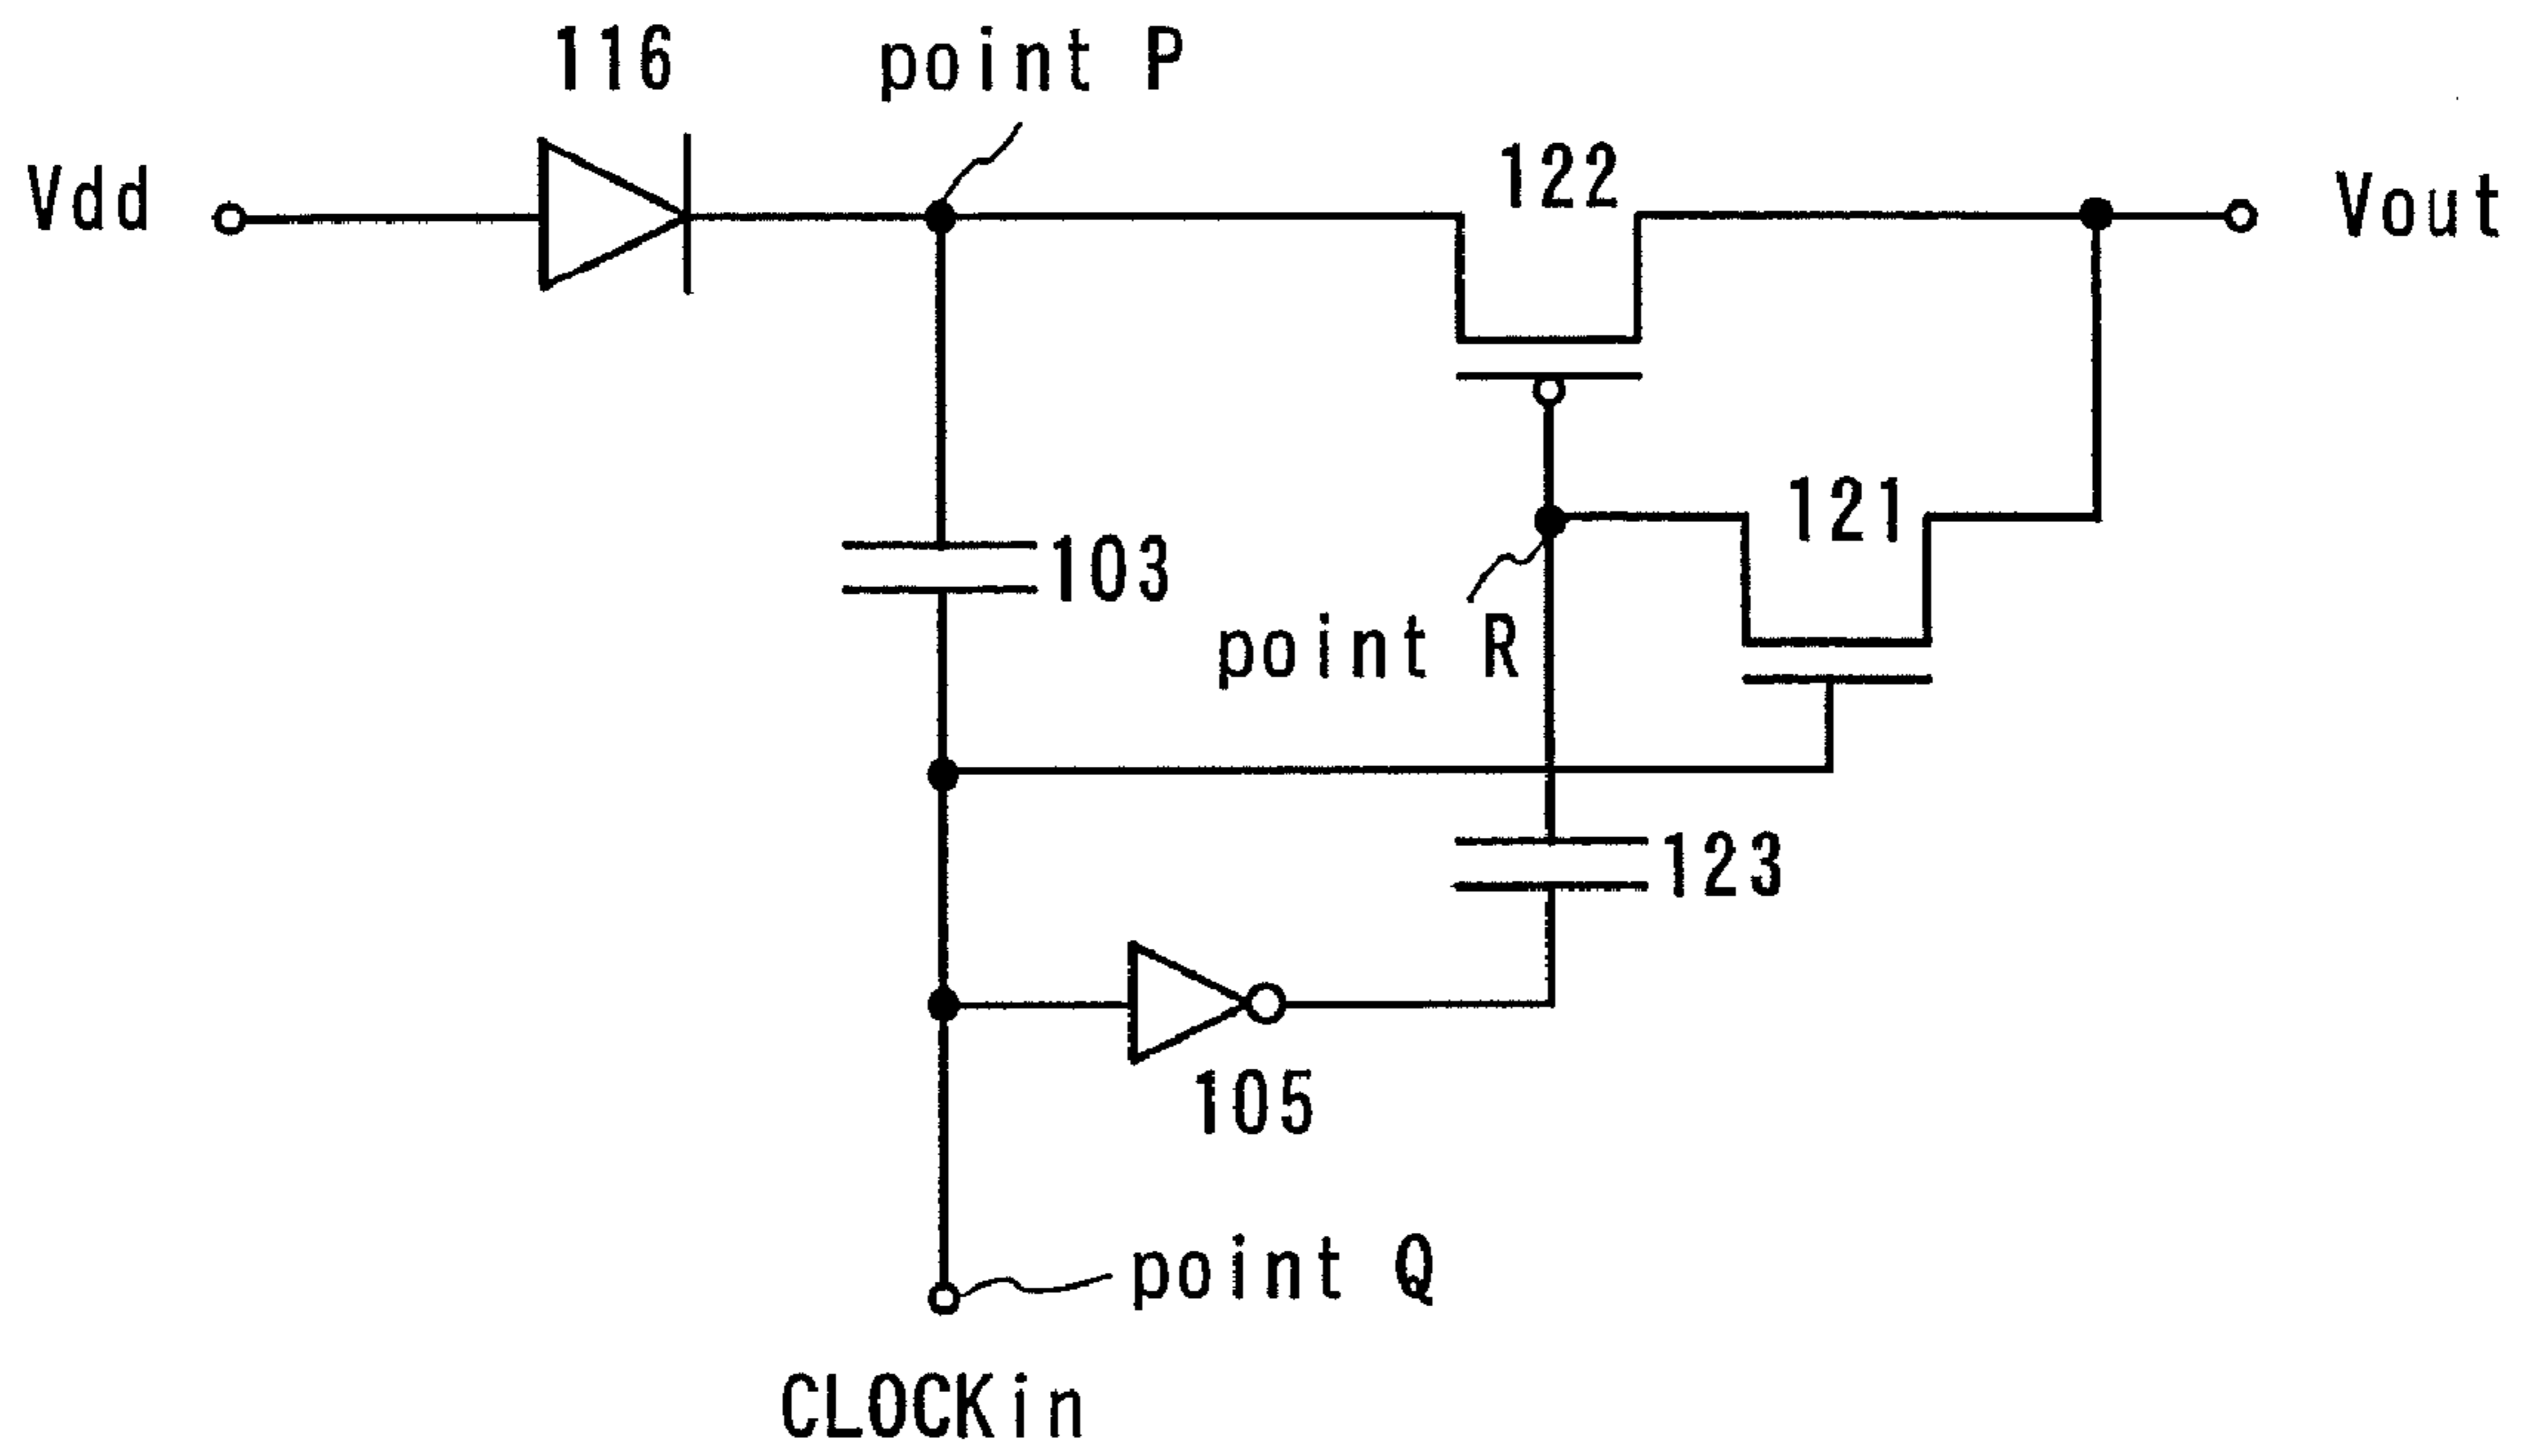 116
point P
Vdd
122
Vout
121
103
point R
123
105
point Q
CLOCKin